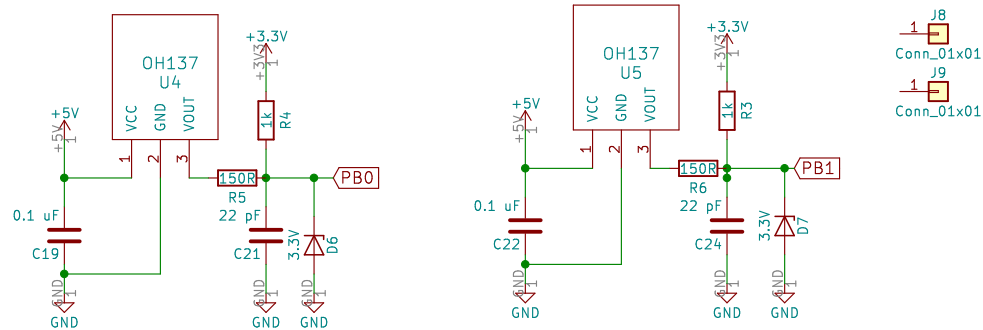 OH137
U4
VCC
GND
VOUT
1
2
3
+5V
+5V
1
+3.3V
+3V3
1
1k
R4
150R
R5
PB0
0.1 uF
C19
22 pF
C21
3.3V
D6
GND
1
GND
GND
1
GND
GND
1
GND
OH137
U5
VCC
GND
VOUT
1
2
3
+5V
+5V
1
+3.3V
+3V3
1
1k
R3
150R
R6
PB1
0.1 uF
C22
22 pF
C24
3.3V
D7
GND
1
GND
GND
1
GND
GND
1
GND
J8
1
Conn_01x01
J9
1
Conn_01x01